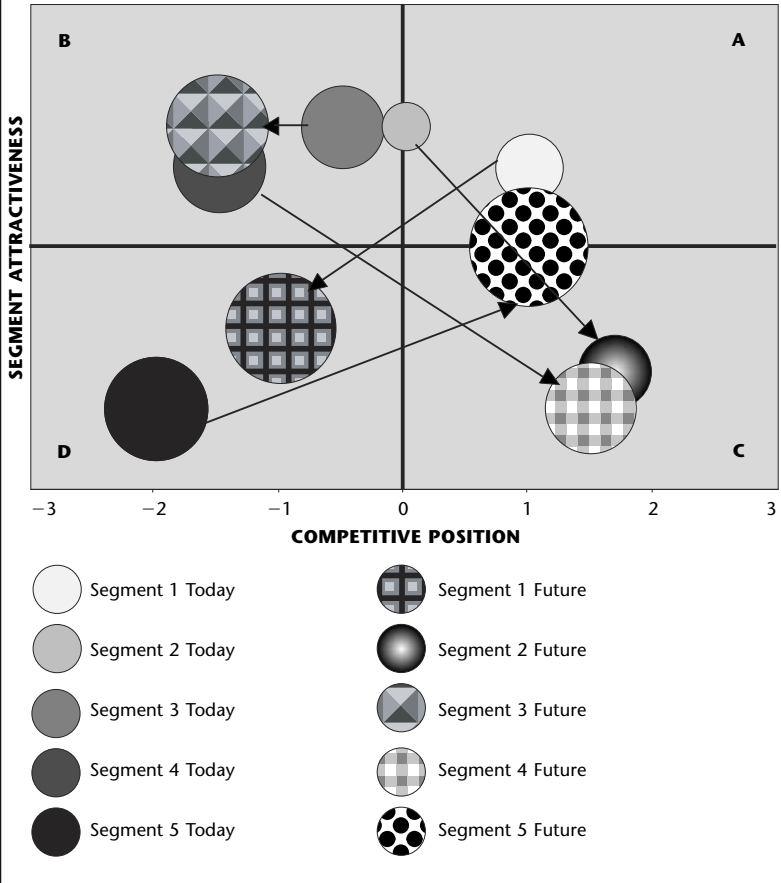 B
A
SEGMENT ATTRACTIVENESS
D
C
−3 −2 −1 0 1 2 3
COMPETITIVE POSITION
Segment 1 Today
Segment 1 Future
Segment 2 Today
Segment 2 Future
Segment 3 Today
Segment 3 Future
Segment 4 Today
Segment 4 Future
Segment 5 Today
Segment 5 Future